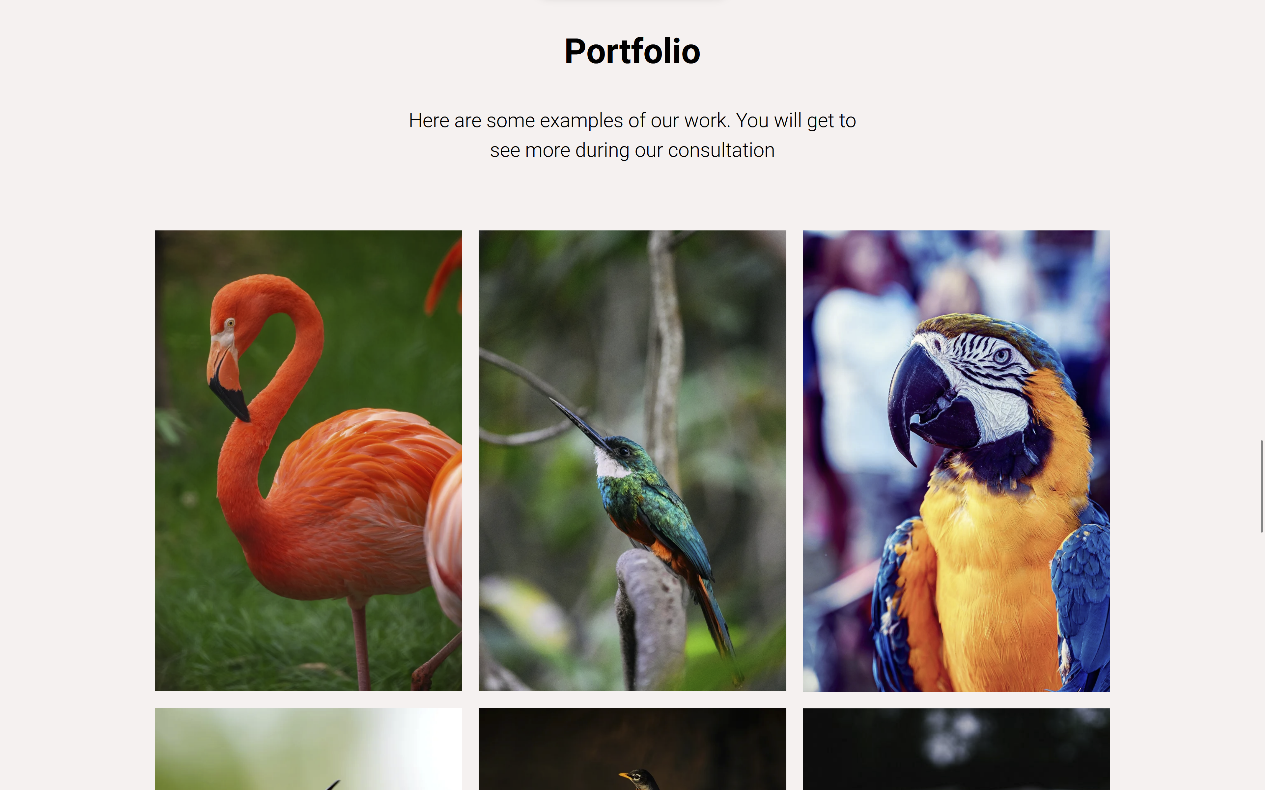 Portfolio
Here are some examples of our work. You will get to
see more during our consultation